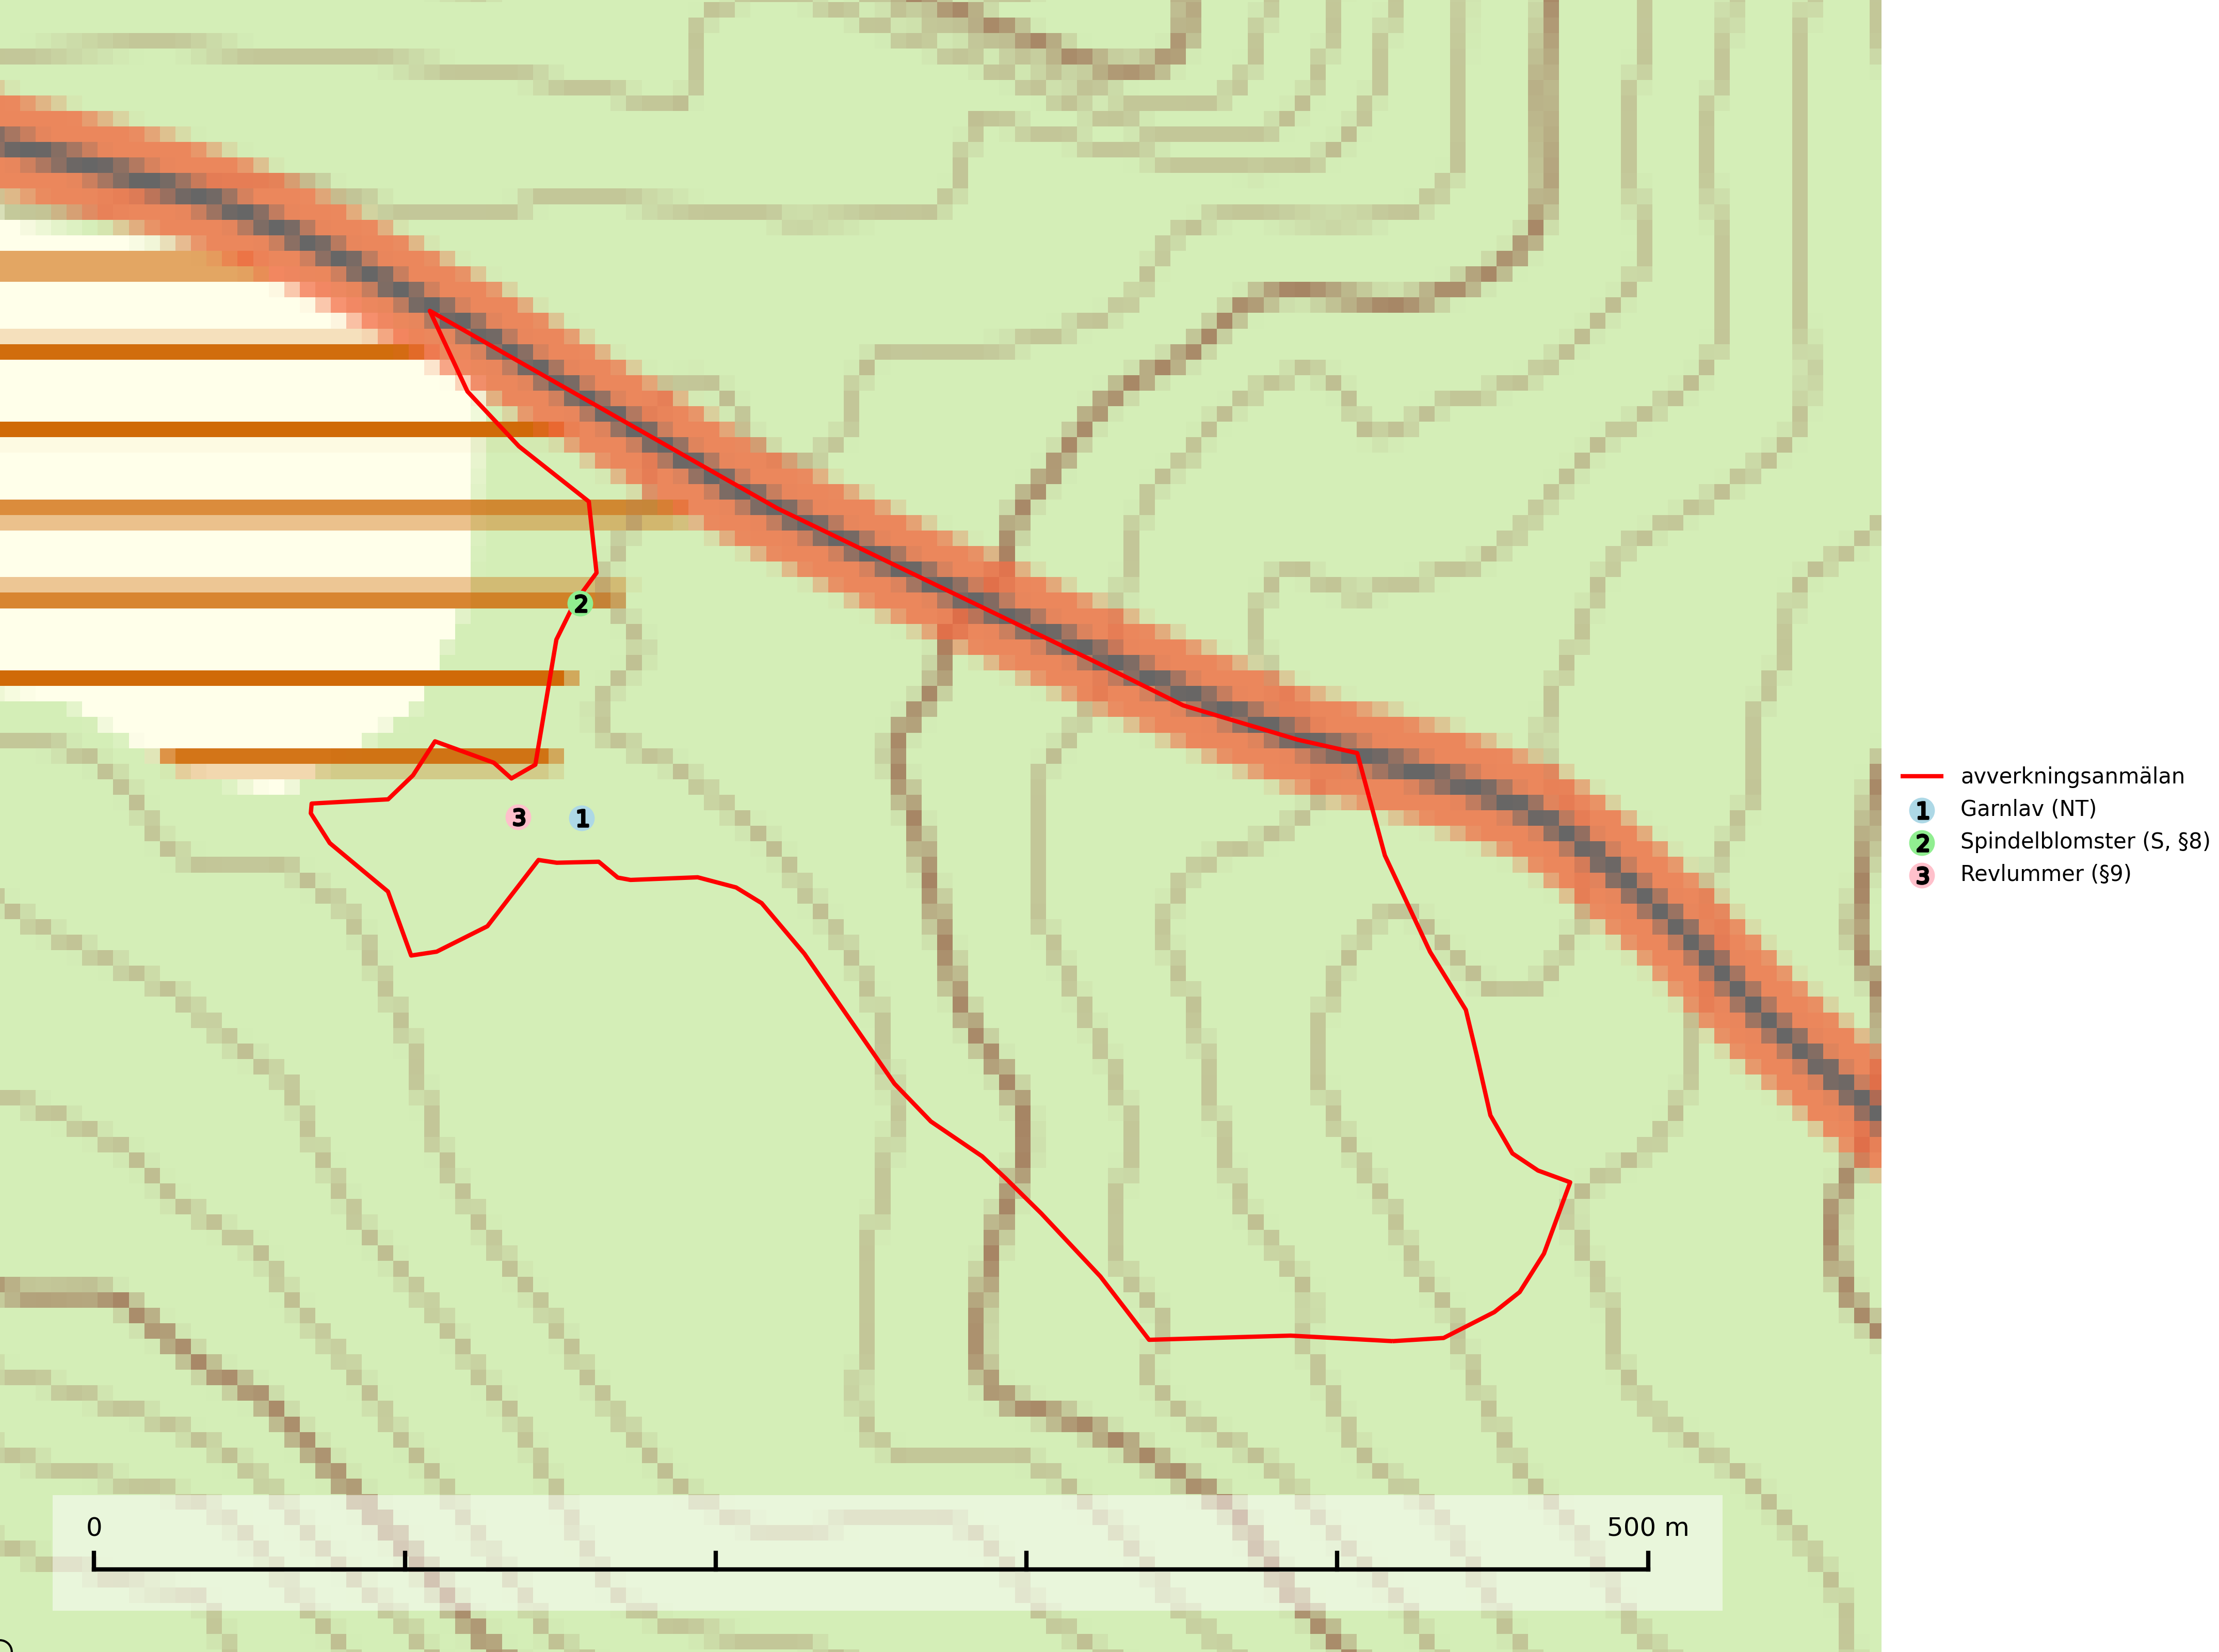 2
3 1
avverkningsanmälan
1 Garnlav (NT)
2 Spindelblomster (S, §8)
3 Revlummer (§9)
0 500 m